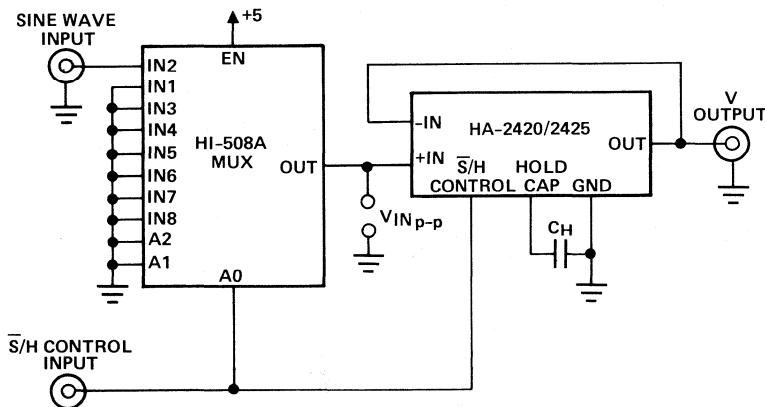 SINE WAVE
INPUT
+5
EN
IN2
IN1
IN3
IN4
IN5
IN6
IN7
IN8
A2
A1
HI-508A
MUX
OUT
A0
VINp-p
-IN
+IN
HA-2420/2425
OUT
S̅/H
CONTROL
HOLD
CAP
GND
CH
V
OUTPUT
S̅/H CONTROL
INPUT